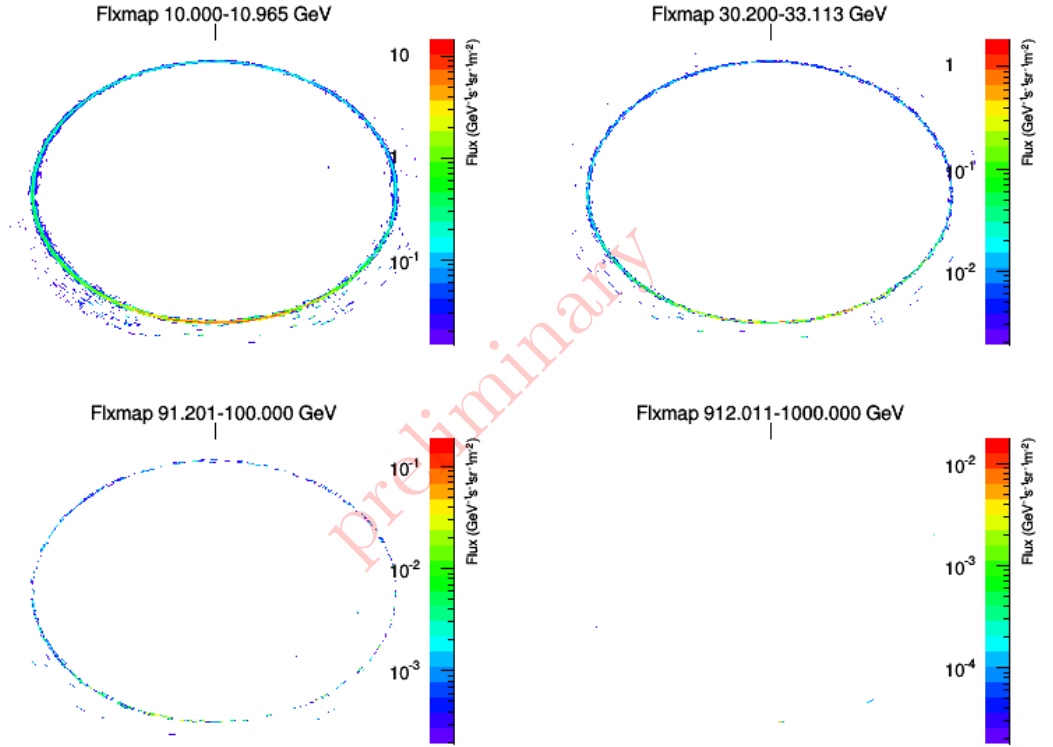 Flxmap 10.000-10.965 GeV
10
1
10⁻¹
Flux (GeV⁻¹s⁻¹sr⁻¹m⁻²)
Flxmap 30.200-33.113 GeV
1
10⁻¹
10⁻²
Flux (GeV⁻¹s⁻¹sr⁻¹m⁻²)
preliminary
Flxmap 91.201-100.000 GeV
10⁻¹
10⁻²
10⁻³
Flux (GeV⁻¹s⁻¹sr⁻¹m⁻²)
Flxmap 912.011-1000.000 GeV
10⁻²
10⁻³
10⁻⁴
Flux (GeV⁻¹s⁻¹sr⁻¹m⁻²)